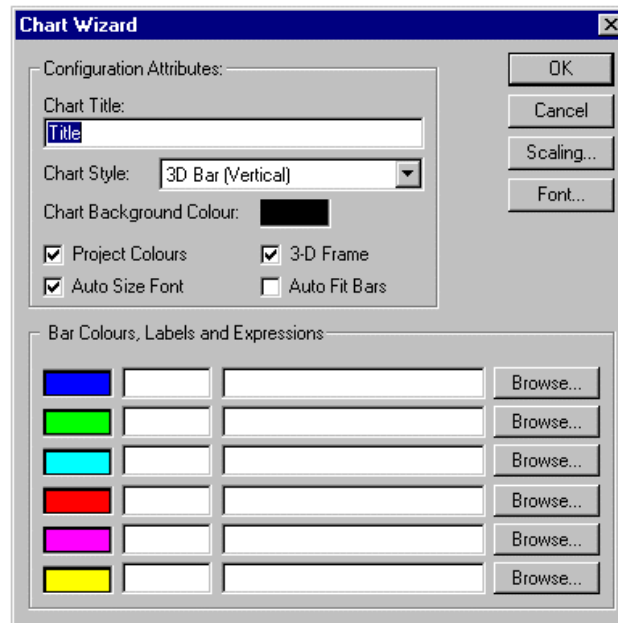 Chart Wizard
Configuration Attributes:
OK
Chart Title:
Cancel
Title
Scaling...
Chart Style: 3D Bar (Vertical)
Font...
Chart Background Colour:
Project Colours 3-D Frame
Auto Size Font Auto Fit Bars
Bar Colours, Labels and Expressions
Browse...
Browse...
Browse...
Browse...
Browse...
Browse...